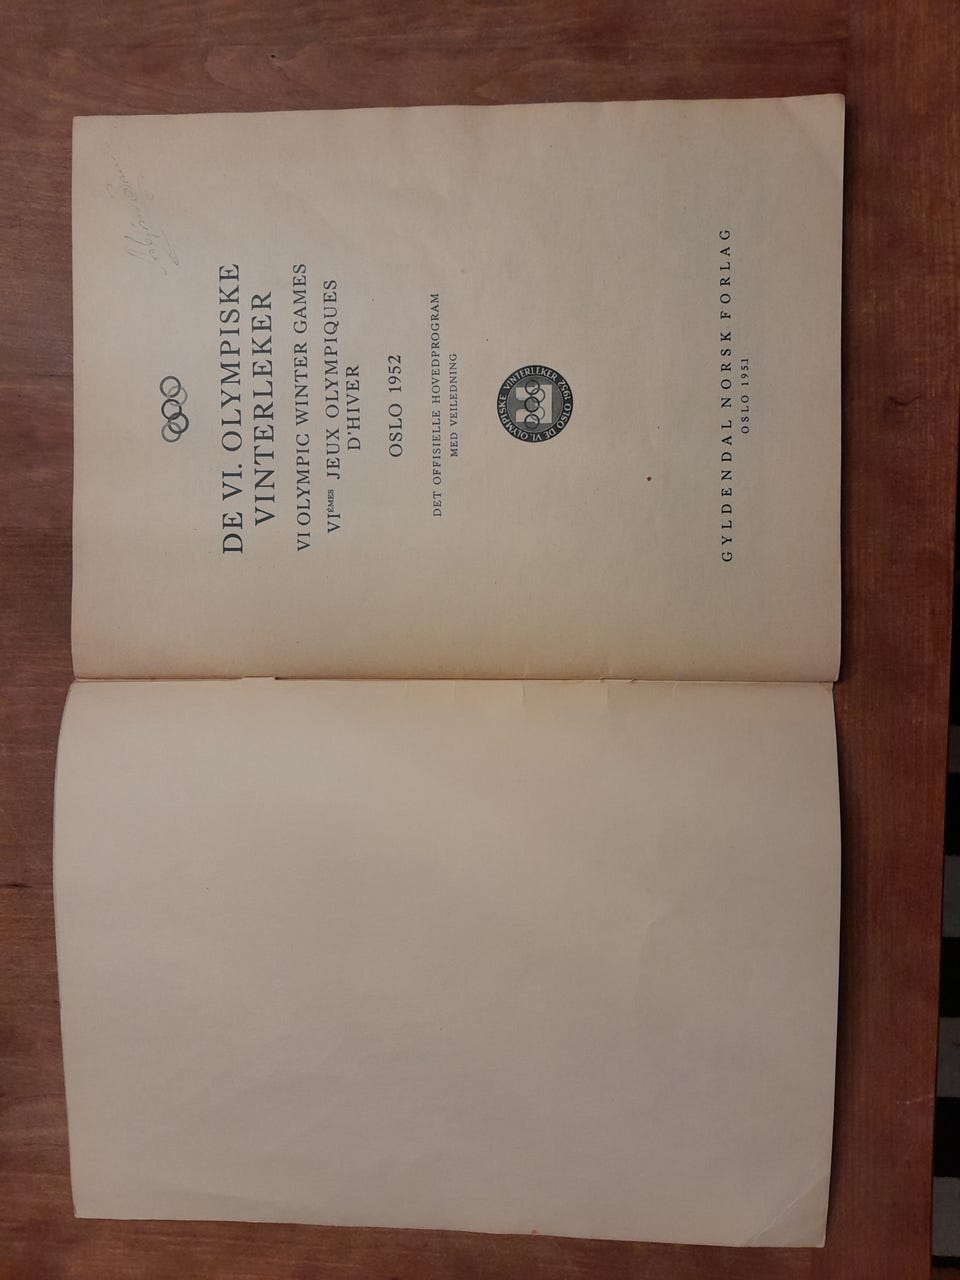 DE VI. OLYMPISKE
VINTERLEKER
VI OLYMPIC WINTER GAMES
VIÈMES JEUX OLYMPIQUES
D'HIVER
OSLO 1952
DET OFFISIELLE HOVEDPROGRAM
MED VEILEDNING
DE VI. OLYMPISKE VINTERLEKER OSLO 1952
GYLDENDAL NORSK FORLAG
OSLO 1951